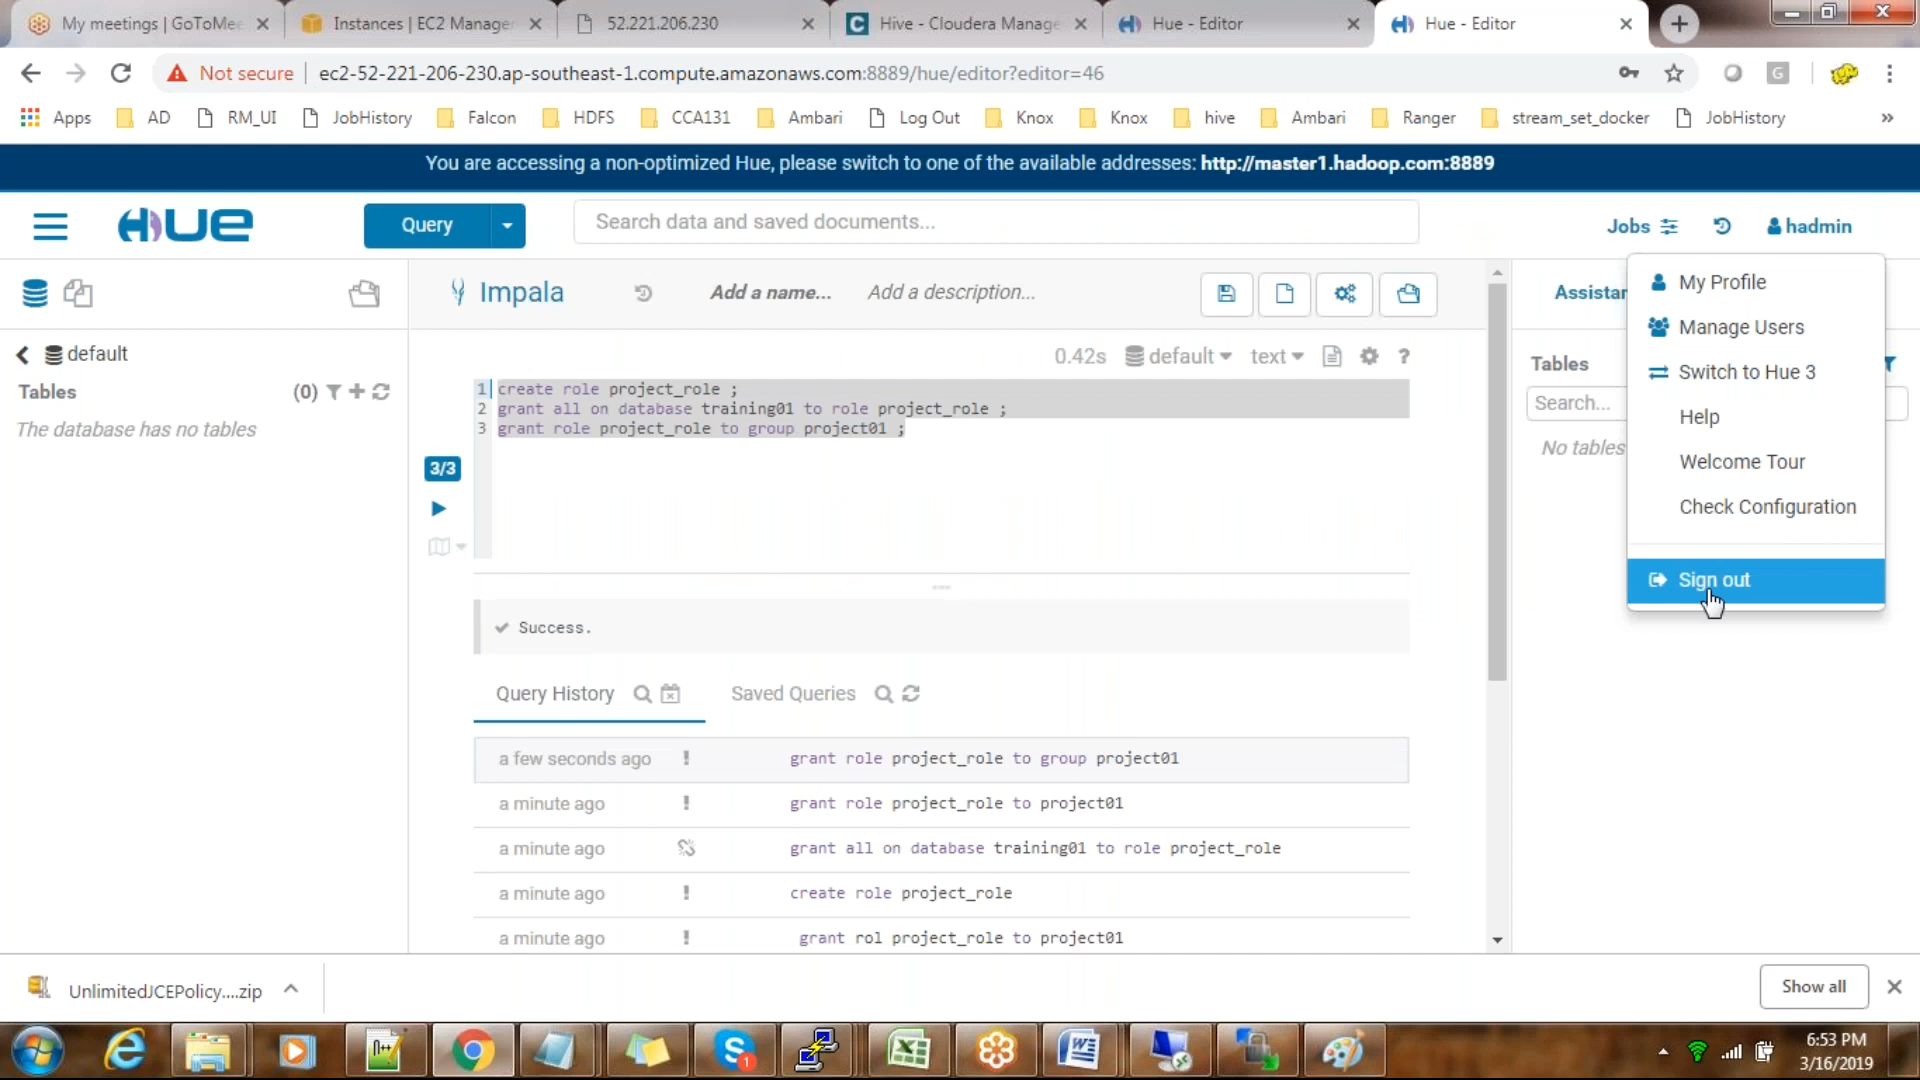 My meetings | GoToMee
Instances | EC2 Manager
52.221.206.230
Hive - Cloudera Manage
Hue - Editor
Hue - Editor
Not secure
ec2-52-221-206-230.ap-southeast-1.compute.amazonaws.com:8889/hue/editor?editor=46
Apps
AD
RM_UI
JobHistory
Falcon
HDFS
CCA131
Ambari
Log Out
Knox
Knox
hive
Ambari
Ranger
stream_set_docker
JobHistory
You are accessing a non-optimized Hue, please switch to one of the available addresses: http://master1.hadoop.com:8889
HUE
Query
Search data and saved documents...
Jobs
hadmin
Impala
Add a name...
Add a description...
Assistan
My Profile
Manage Users
Switch to Hue 3
Help
Welcome Tour
Check Configuration
Sign out
default
Tables (0)
The database has no tables
0.42s default text ?
1 create role project_role ;
2 grant all on database training01 to role project_role ;
3 grant role project_role to group project01 ;
3/3
Tables
Search...
No tables
Success.
Query History
Saved Queries
a few seconds ago ! grant role project_role to group project01
a minute ago ! grant role project_role to project01
a minute ago grant all on database training01 to role project_role
a minute ago ! create role project_role
a minute ago ! grant rol project_role to project01
UnlimitedJCEPolicy....zip
Show all
6:53 PM
3/16/2019